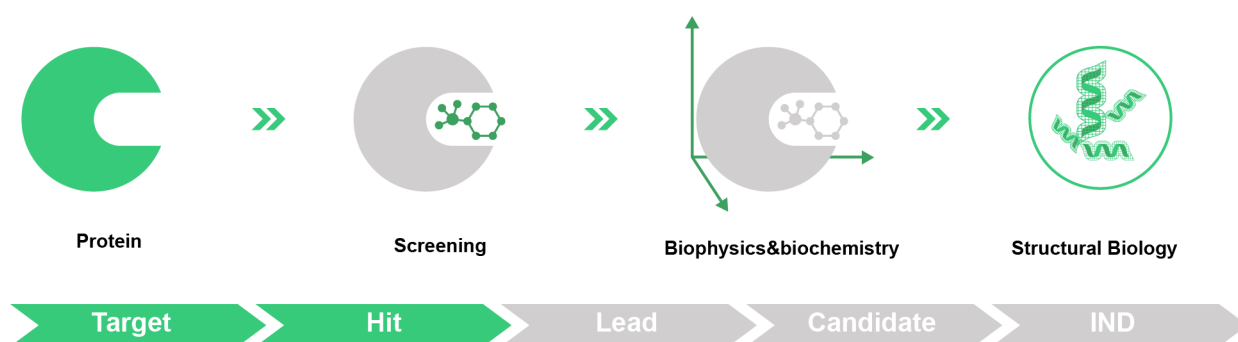 Protein
Screening
Biophysics&biochemistry
Structural Biology
Target
Hit
Lead
Candidate
IND